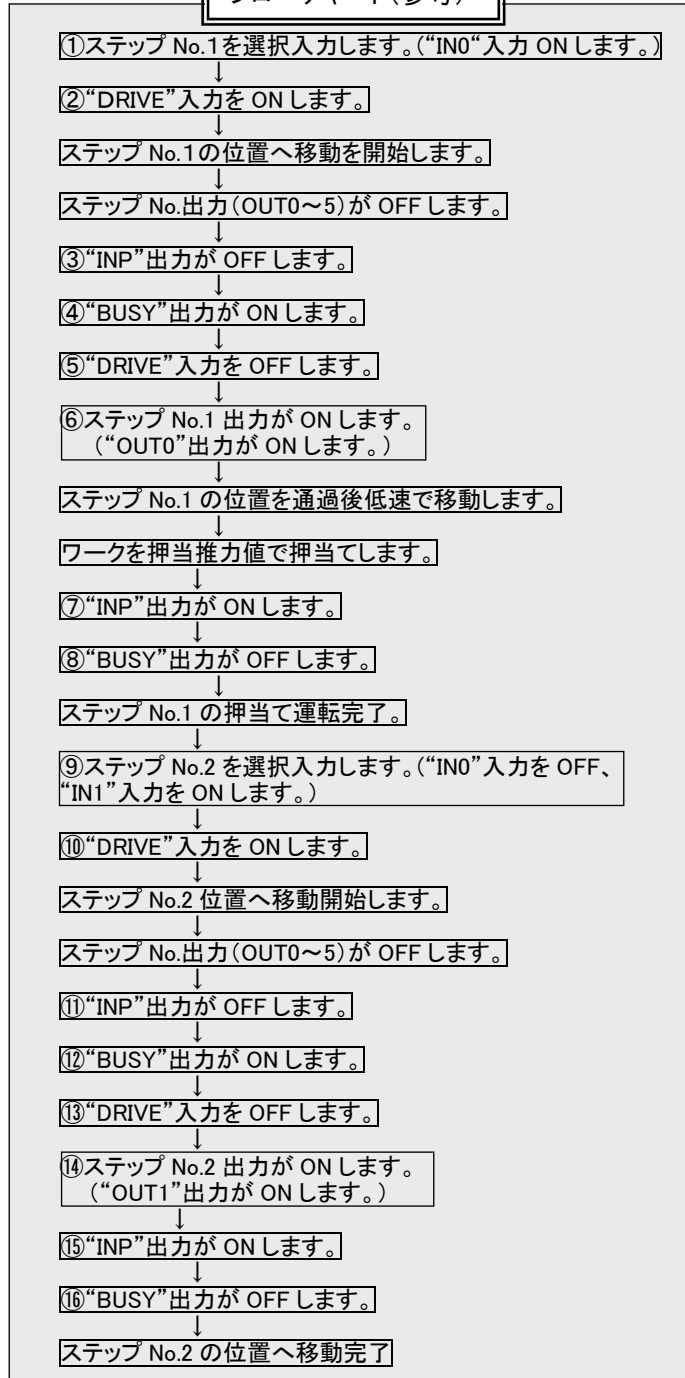 ①ステップ No.1を選択入力します。(“IN0“入力 ON します。)
↓
②“DRIVE”入力を ON します。
↓
ステップ No.1の位置へ移動を開始します。
↓
ステップ No.出力(OUT0～5)が OFF します。
↓
③“INP”出力が OFF します。
↓
④“BUSY”出力が ON します。
↓
⑤“DRIVE”入力を OFF します。
↓
⑥ステップ No.1 出力が ON します。
(“OUT0”出力が ON します。)
↓
ステップ No.1 の位置を通過後低速で移動します。
↓
ワークを押当推力値で押当てします。
↓
⑦“INP”出力が ON します。
↓
⑧“BUSY”出力が OFF します。
↓
ステップ No.1 の押当て運転完了。
↓
⑨ステップ No.2 を選択入力します。(“IN0”入力を OFF、
“IN1”入力を ON します。)
↓
⑩“DRIVE”入力を ON します。
↓
ステップ No.2 位置へ移動開始します。
↓
ステップ No.出力(OUT0～5)が OFF します。
↓
⑪“INP”出力が OFF します。
↓
⑫“BUSY”出力が ON します。
↓
⑬“DRIVE”入力を OFF します。
↓
⑭ステップ No.2 出力が ON します。
(“OUT1”出力が ON します。)
↓
⑮“INP”出力が ON します。
↓
⑯“BUSY”出力が OFF します。
↓
ステップ No.2 の位置へ移動完了